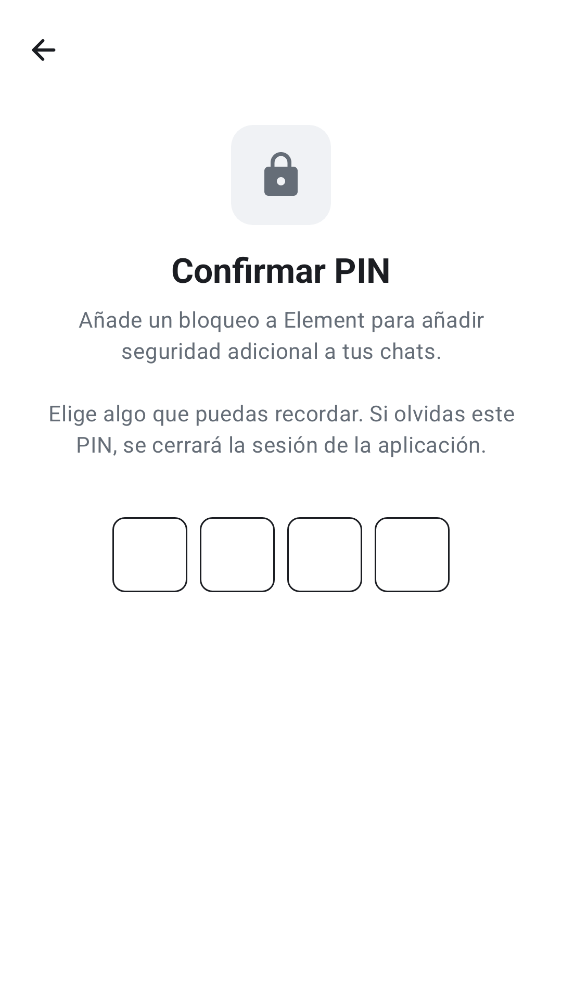 Confirmar PIN
Añade un bloqueo a Element para añadir
seguridad adicional a tus chats.
Elige algo que puedas recordar. Si olvidas este
PIN, se cerrará la sesión de la aplicación.